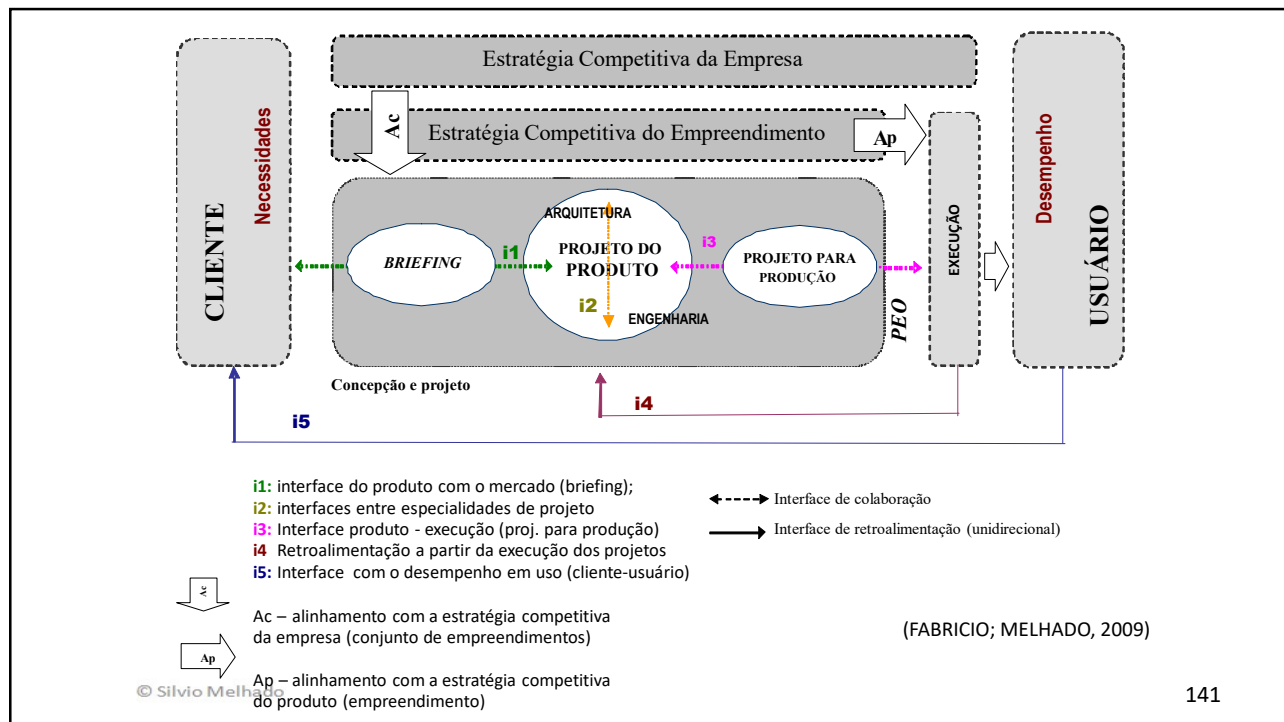 Estratégia Competitiva da Empresa
Ac
Estratégia Competitiva do Empreendimento
Ap
CLIENTE
Necessidades
ARQUITETURA
BRIEFING
i1
PROJETO DO
PRODUTO
i2
ENGENHARIA
i3
PROJETO PARA
PRODUÇÃO
PEO
EXECUÇÃO
Desempenho
USUÁRIO
Concepção e projeto
i4
i5
i1: interface do produto com o mercado (briefing);
i2: interfaces entre especialidades de projeto
i3: Interface produto - execução (proj. para produção)
i4 Retroalimentação a partir da execução dos projetos
i5: Interface com o desempenho em uso (cliente-usuário)
Interface de colaboração
Interface de retroalimentação (unidirecional)
Ac
Ac – alinhamento com a estratégia competitiva
da empresa (conjunto de empreendimentos)
Ap
Ap – alinhamento com a estratégia competitiva
do produto (empreendimento)
(FABRICIO; MELHADO, 2009)
© Silvio Melhado
141